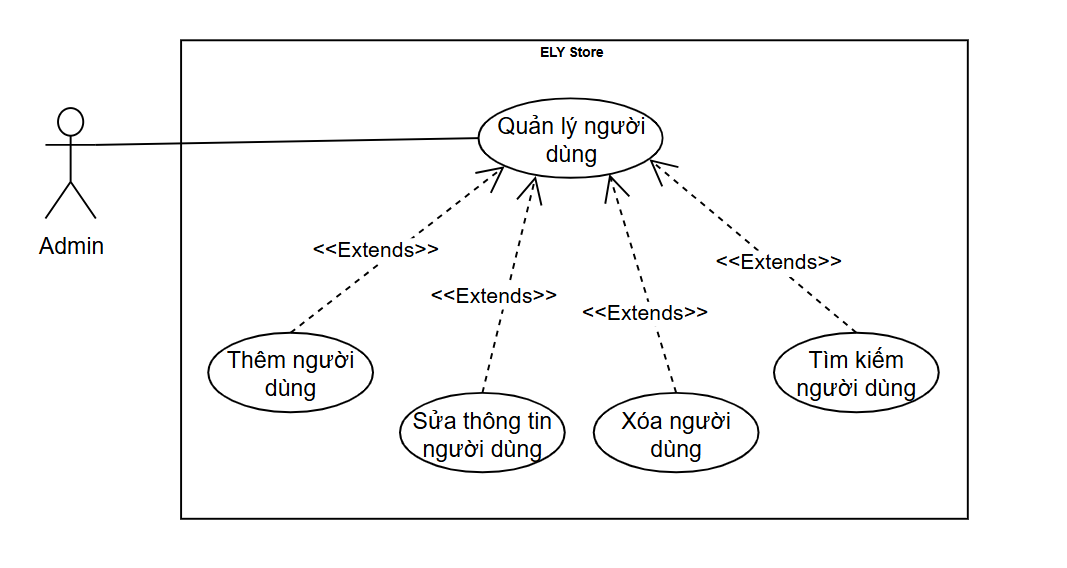 ELY Store
Quản lý người
dùng
Admin
<<Extends>>
<<Extends>>
<<Extends>>
<<Extends>>
Thêm người
dùng
Sửa thông tin
người dùng
Xóa người
dùng
Tìm kiếm
người dùng